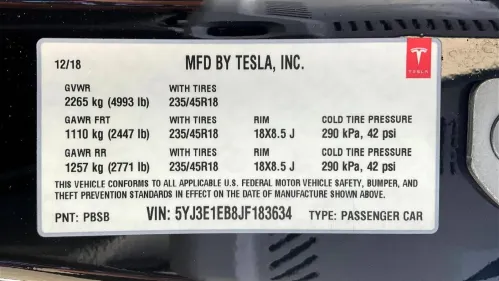 12/18 MFD BY TESLA, INC.
TESLA
GVWR WITH TIRES
2265 kg (4993 lb) 235/45R18
GAWR FRT WITH TIRES RIM COLD TIRE PRESSURE
1110 kg (2447 lb) 235/45R18 18X8.5 J 290 kPa, 42 psi
GAWR RR WITH TIRES RIM COLD TIRE PRESSURE
1257 kg (2771 lb) 235/45R18 18X8.5 J 290 kPa, 42 psi
THIS VEHICLE CONFORMS TO ALL APPLICABLE U.S. FEDERAL MOTOR VEHICLE SAFETY, BUMPER, AND
THEFT PREVENTION STANDARDS IN EFFECT ON THE DATE OF MANUFACTURE SHOWN ABOVE.
PNT: PBSB VIN: 5YJ3E1EB8JF183634 TYPE: PASSENGER CAR